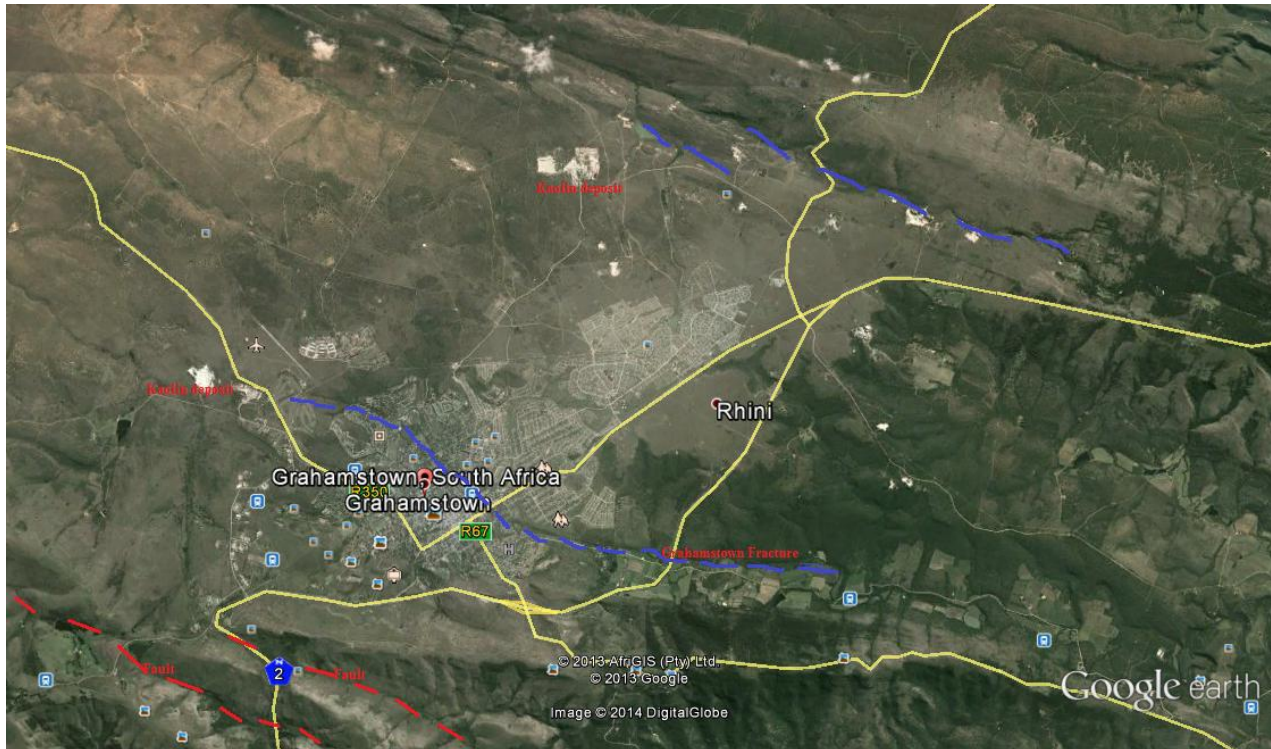 Kaolin deposit
Kaolin deposit
Rhini
Grahamstown, South Africa
R350
Grahamstown
R67
H
Grahamstown Fracture
Fault
2
Fault
© 2013 AfriGIS (Pty) Ltd.
© 2013 Google
Image © 2014 DigitalGlobe
Google earth